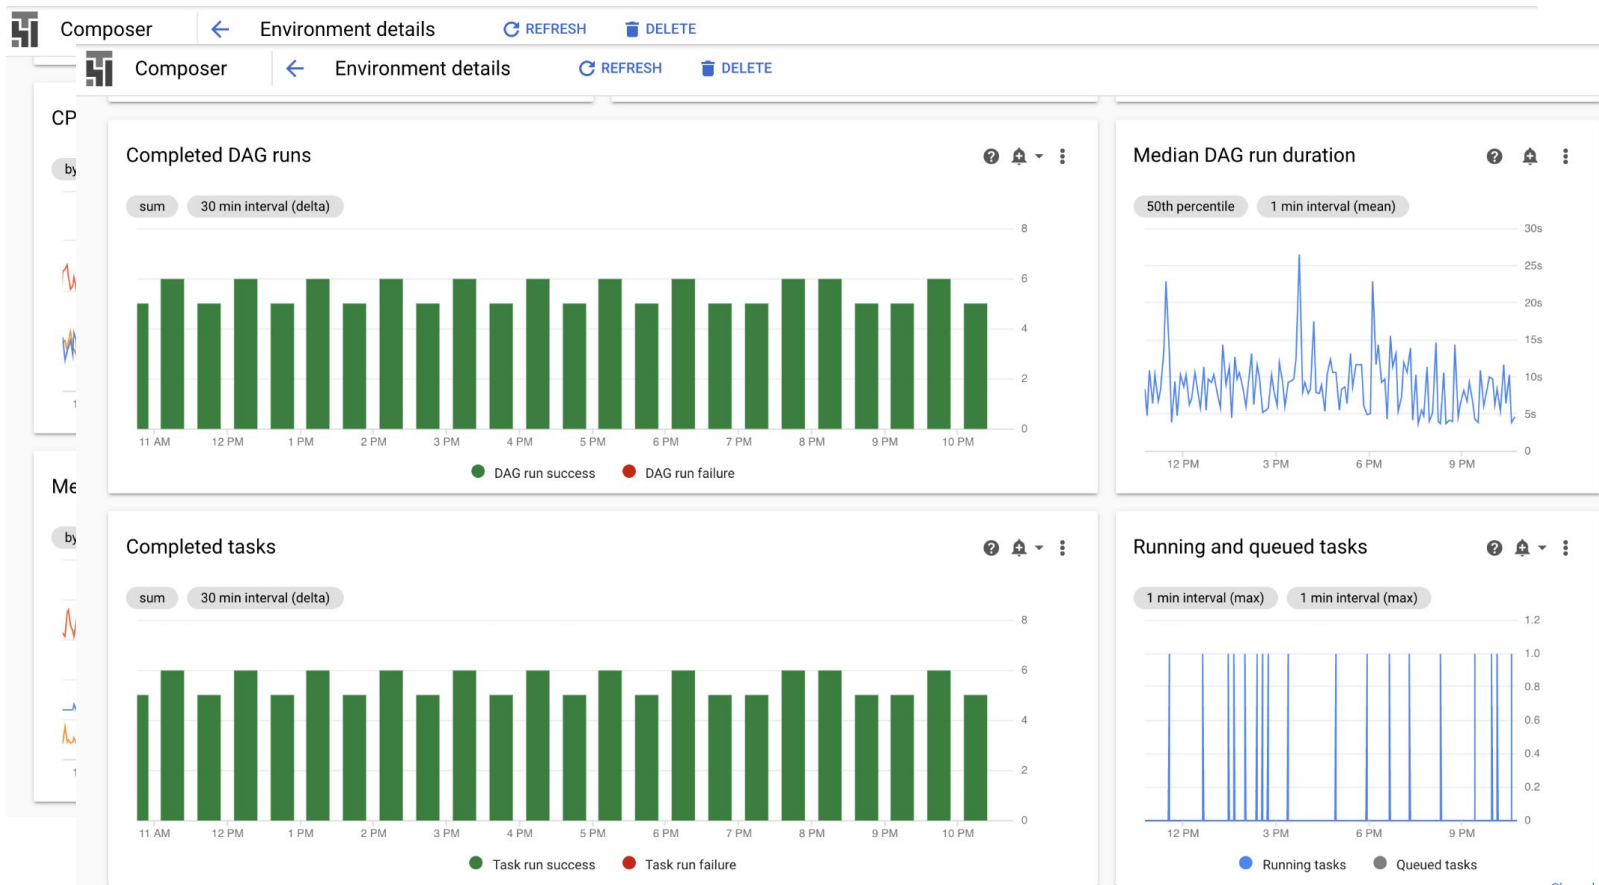 Composer Environment details REFRESH DELETE
Composer Environment details REFRESH DELETE
CP
by
Me
by
Completed DAG runs
sum 30 min interval (delta)
8
6
4
2
0
11 AM 12 PM 1 PM 2 PM 3 PM 4 PM 5 PM 6 PM 7 PM 8 PM 9 PM 10 PM
DAG run success DAG run failure
Median DAG run duration
50th percentile 1 min interval (mean)
30s
25s
20s
15s
10s
5s
0
12 PM 3 PM 6 PM 9 PM
Completed tasks
sum 30 min interval (delta)
8
6
4
2
0
11 AM 12 PM 1 PM 2 PM 3 PM 4 PM 5 PM 6 PM 7 PM 8 PM 9 PM 10 PM
Task run success Task run failure
Running and queued tasks
1 min interval (max) 1 min interval (max)
1.2
1.0
0.8
0.6
0.4
0.2
0
12 PM 3 PM 6 PM 9 PM
Running tasks Queued tasks